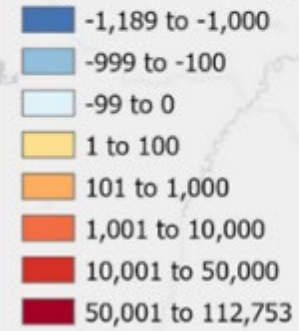 -1,189 to -1,000
-999 to -100
-99 to 0
1 to 100
101 to 1,000
1,001 to 10,000
10,001 to 50,000
50,001 to 112,753